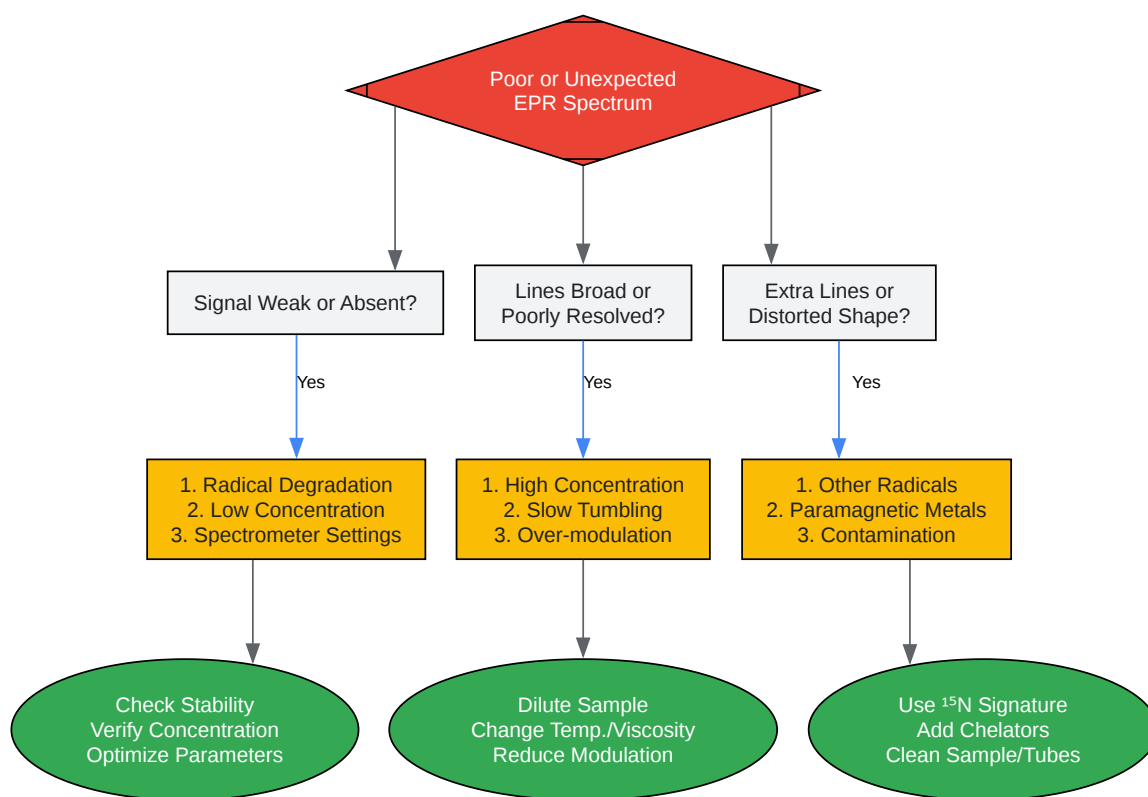 Poor or Unexpected
EPR Spectrum
Signal Weak or Absent?
Lines Broad or
Poorly Resolved?
Extra Lines or
Distorted Shape?
Yes
Yes
Yes
1. Radical Degradation
2. Low Concentration
3. Spectrometer Settings
1. High Concentration
2. Slow Tumbling
3. Over-modulation
1. Other Radicals
2. Paramagnetic Metals
3. Contamination
Check Stability
Verify Concentration
Optimize Parameters
Dilute Sample
Change Temp./Viscosity
Reduce Modulation
Use ¹⁵N Signature
Add Chelators
Clean Sample/Tubes